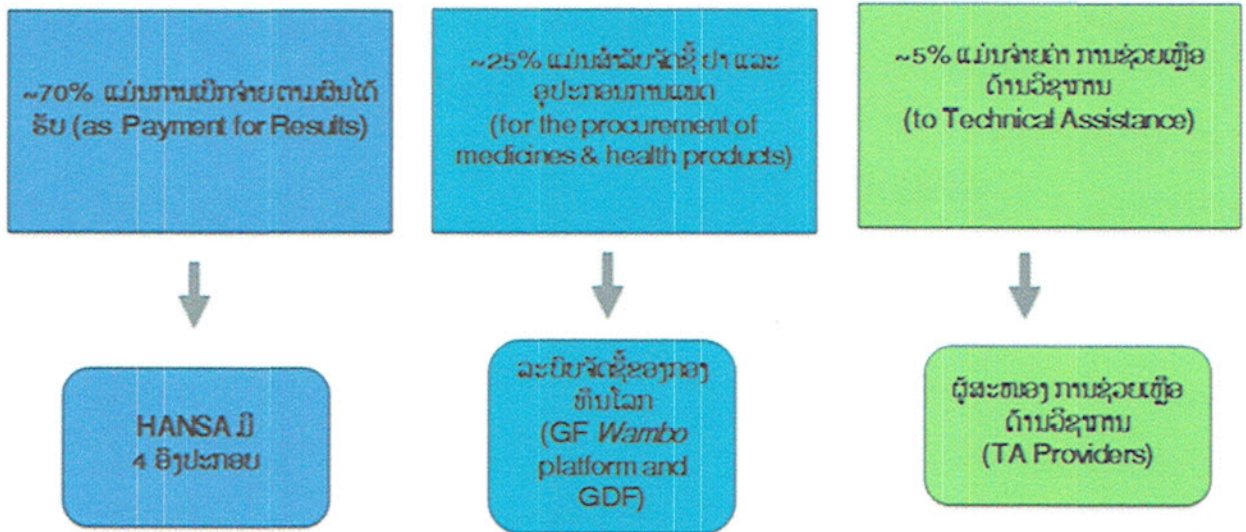 ~70% ແມ່ນການເບີກຈ່າຍ ຕາມຜົນໄດ້
ຮັບ (as Payment for Results)
~25% ແມ່ນສຳລັບຈັດຊື້ ຢາ ແລະ
ອຸປະກອນການແພດ
(for the procurement of
medicines & health products)
~5% ແມ່ນຈ່າຍຄ່າ ການຊ່ວຍເຫຼືອ
ດ້ານວິຊາການ
(to Technical Assistance)
HANSA ມີ
4 ອົງປະກອບ
ລະບົບຈັດຊື້ຂອງກອງ
ທຶນໂລກ
(GF Wambo
platform and
GDF)
ຜູ້ສະໜອງ ການຊ່ວຍເຫຼືອ
ດ້ານວິຊາການ
(TA Providers)